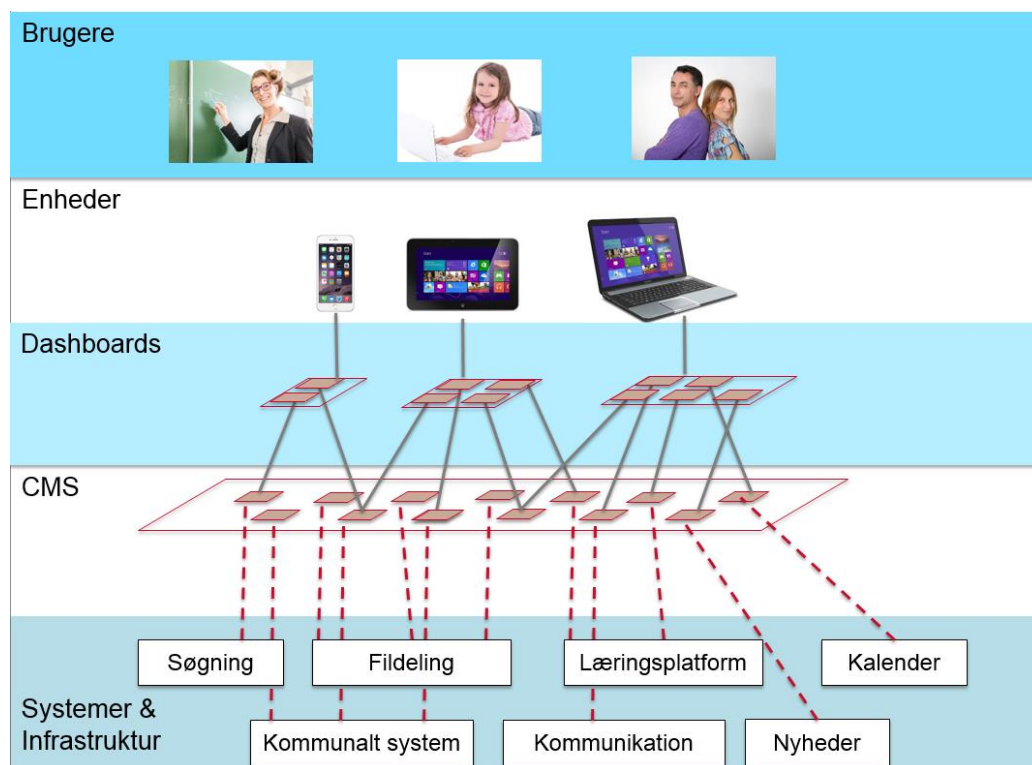 Brugere
Enheder
Dashboards
CMS
Søgning
Fildeling
Læringsplatform
Kalender
Systemer &
Infrastruktur
Kommunalt system
Kommunikation
Nyheder